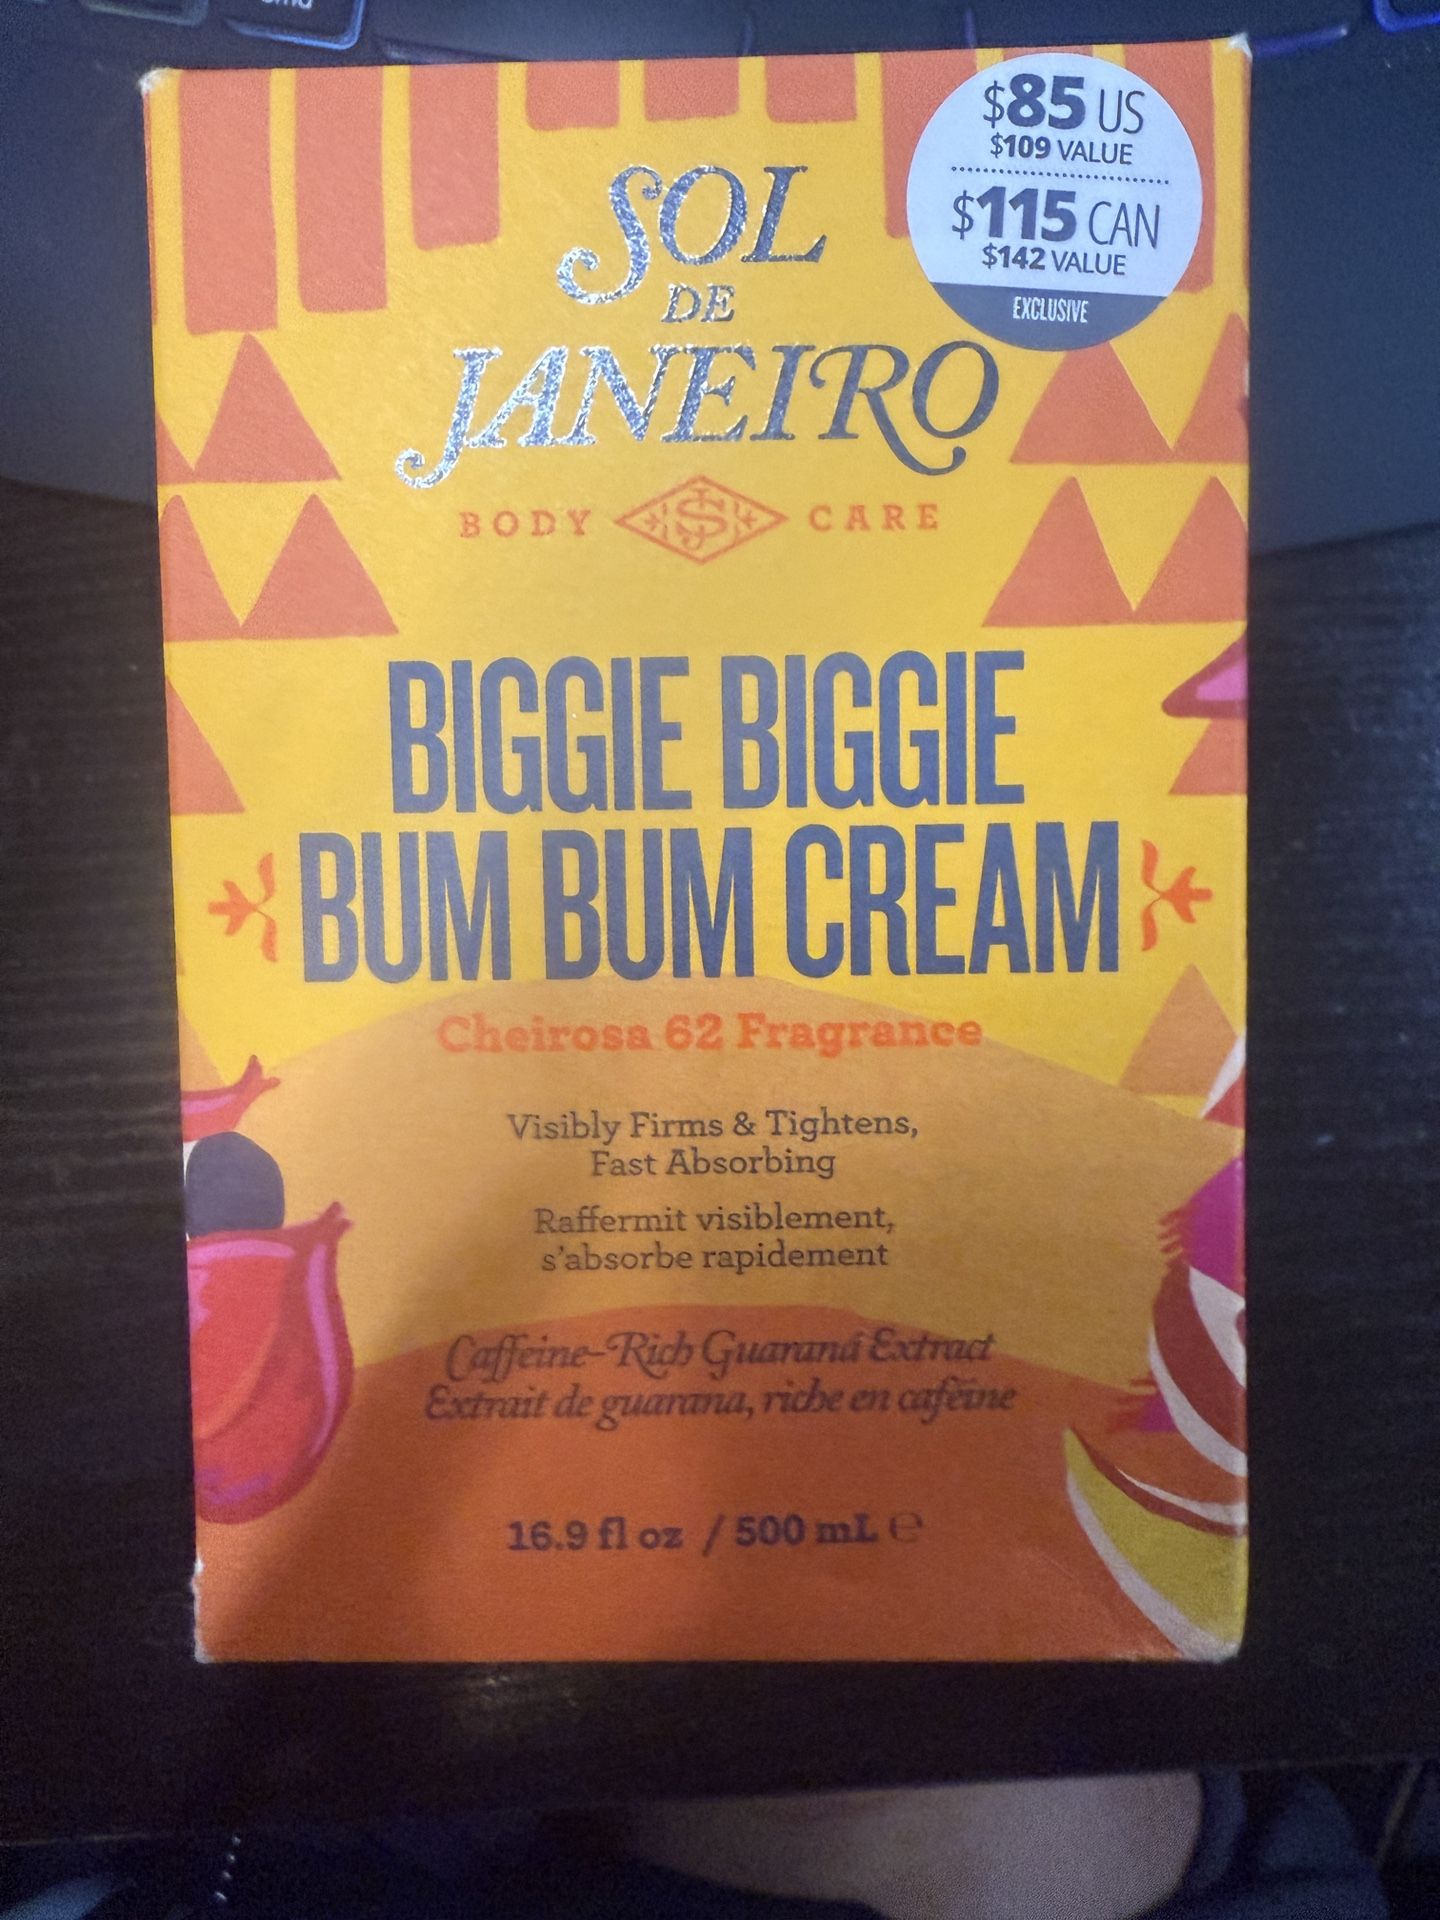 $85 US
$109 VALUE
$115 CAN
$142 VALUE
EXCLUSIVE
SOL
DE
JANEIRO
BODY SJ CARE
BIGGIE BIGGIE
BUM BUM CREAM
Cheirosa 62 Fragrance
Visibly Firms & Tightens,
Fast Absorbing
Raffermit visiblement,
s'absorbe rapidement
Caffeine-Rich Guaraná Extract
Extrait de guarana, riche en caféine
16.9 fl oz / 500 mL ℮